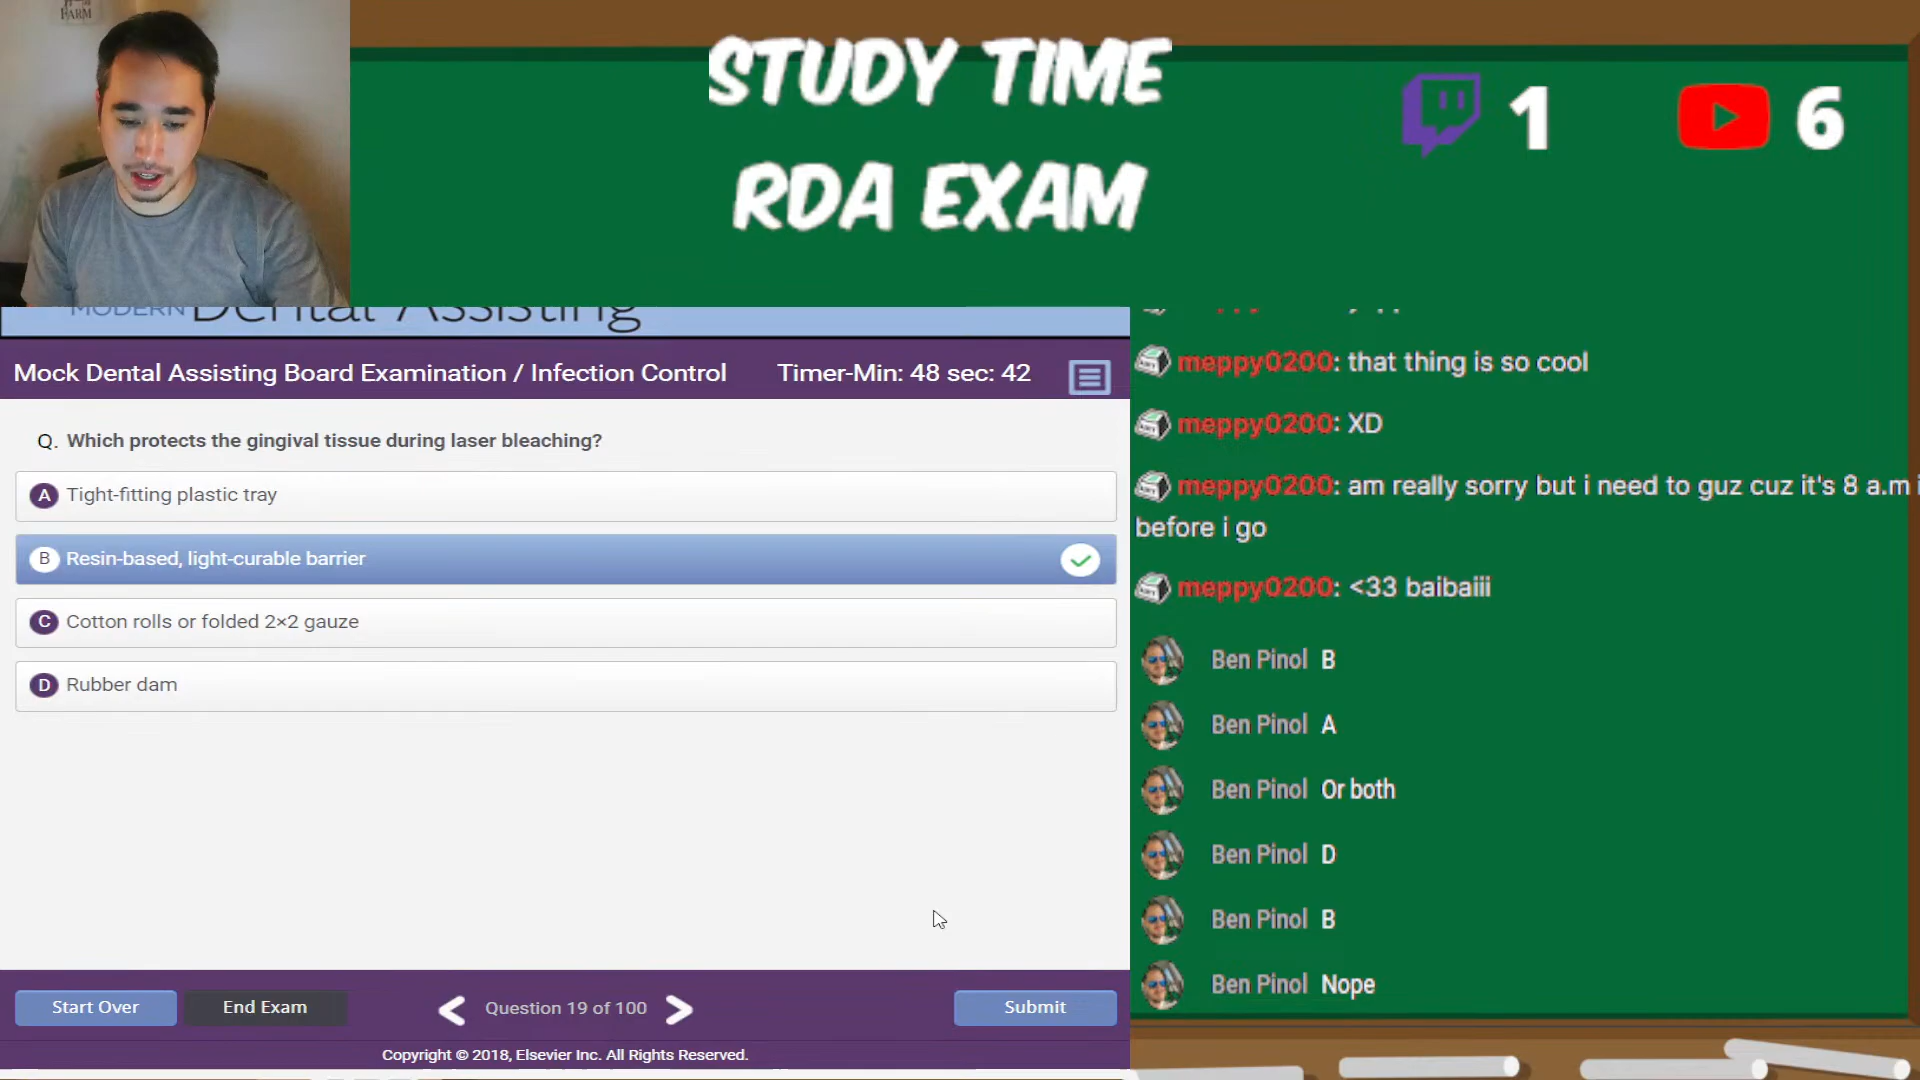 FARM
STUDY TIME
RDA EXAM
1
6
MODERN Dental Assisting
Mock Dental Assisting Board Examination / Infection Control
Timer-Min: 48 sec: 42
Q. Which protects the gingival tissue during laser bleaching?
A Tight-fitting plastic tray
B Resin-based, light-curable barrier
C Cotton rolls or folded 2×2 gauze
D Rubber dam
Start Over
End Exam
Question 19 of 100
Submit
Copyright © 2018, Elsevier Inc. All Rights Reserved.
meppy0200: that thing is so cool
meppy0200: XD
meppy0200: am really sorry but i need to guz cuz it's 8 a.m i
before i go
meppy0200: <33 baibaiii
Ben Pinol B
Ben Pinol A
Ben Pinol Or both
Ben Pinol D
Ben Pinol B
Ben Pinol Nope